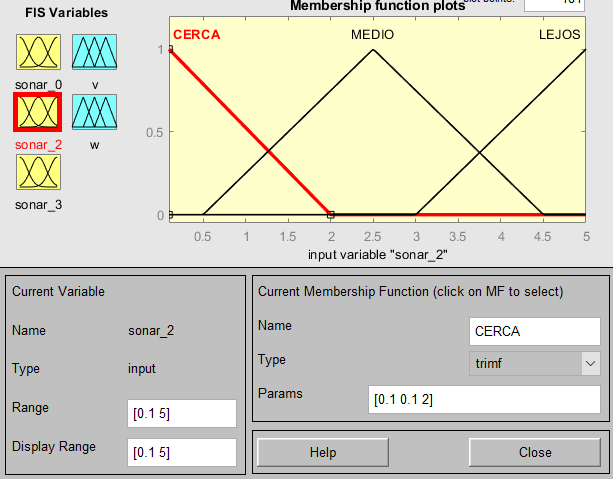 FIS Variables
Membership function plots
plot points:
sonar_0
v
sonar_2
w
sonar_3
CERCA
MEDIO
LEJOS
1
0.5
0
0.5
1
1.5
2
2.5
3
3.5
4
4.5
5
input variable "sonar_2"
Current Variable
Name
sonar_2
Type
input
Range
[0.1 5]
Display Range
[0.1 5]
Current Membership Function (click on MF to select)
Name
CERCA
Type
trimf
Params
[0.1 0.1 2]
Help
Close